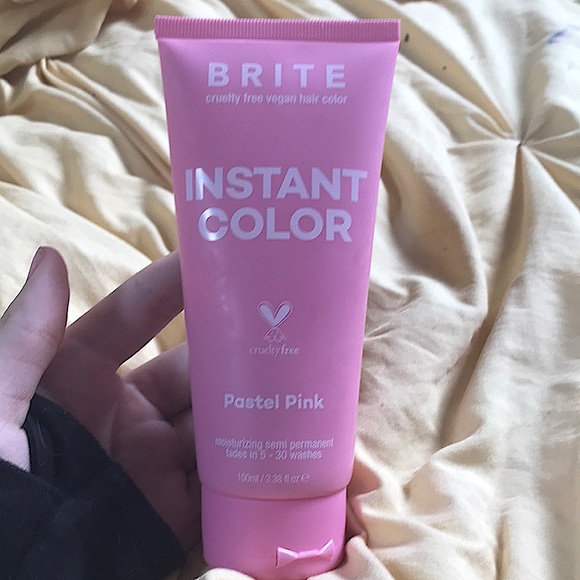 BRITE
cruelty free vegan hair color
INSTANT
COLOR
cruelty free
Pastel Pink
moisturizing semi permanent
fades in 5 - 30 washes
100ml / 3.38 fl oz e